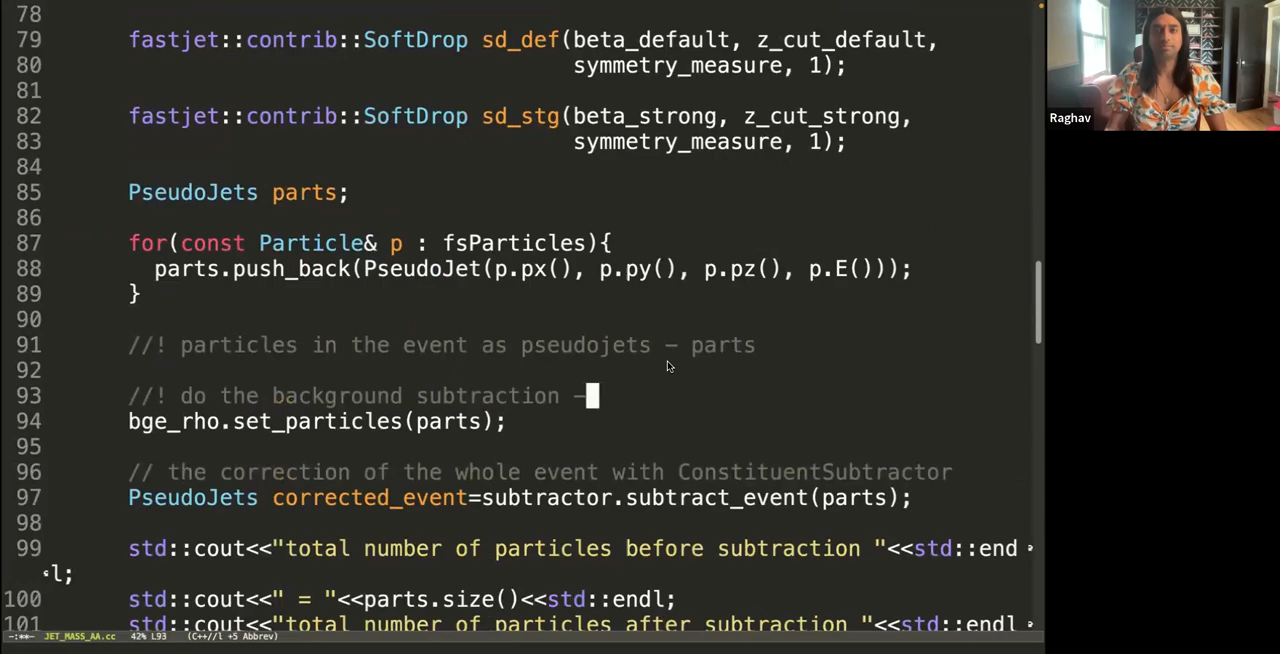 78
79 fastjet::contrib::SoftDrop sd_def(beta_default, z_cut_default,
80 symmetry_measure, 1);
81
82 fastjet::contrib::SoftDrop sd_stg(beta_strong, z_cut_strong,
83 symmetry_measure, 1);
84
85 PseudoJets parts;
86
87 for(const Particle& p : fsParticles){
88 parts.push_back(PseudoJet(p.px(), p.py(), p.pz(), p.E()));
89 }
90
91 //! particles in the event as pseudojets - parts
92
93 //! do the background subtraction -
94 bge_rho.set_particles(parts);
95
96 // the correction of the whole event with ConstituentSubtractor
97 PseudoJets corrected_event=subtractor.subtract_event(parts);
98
99 std::cout<<"total number of particles before subtraction "<<std::end
l;
100 std::cout<<" = "<<parts.size()<<std::endl;
101 std::cout<<"total number of particles after subtraction "<<std::endl
-:**- JET_MASS_AA.cc 42% L93 (C++//l +5 Abbrev)
Raghav